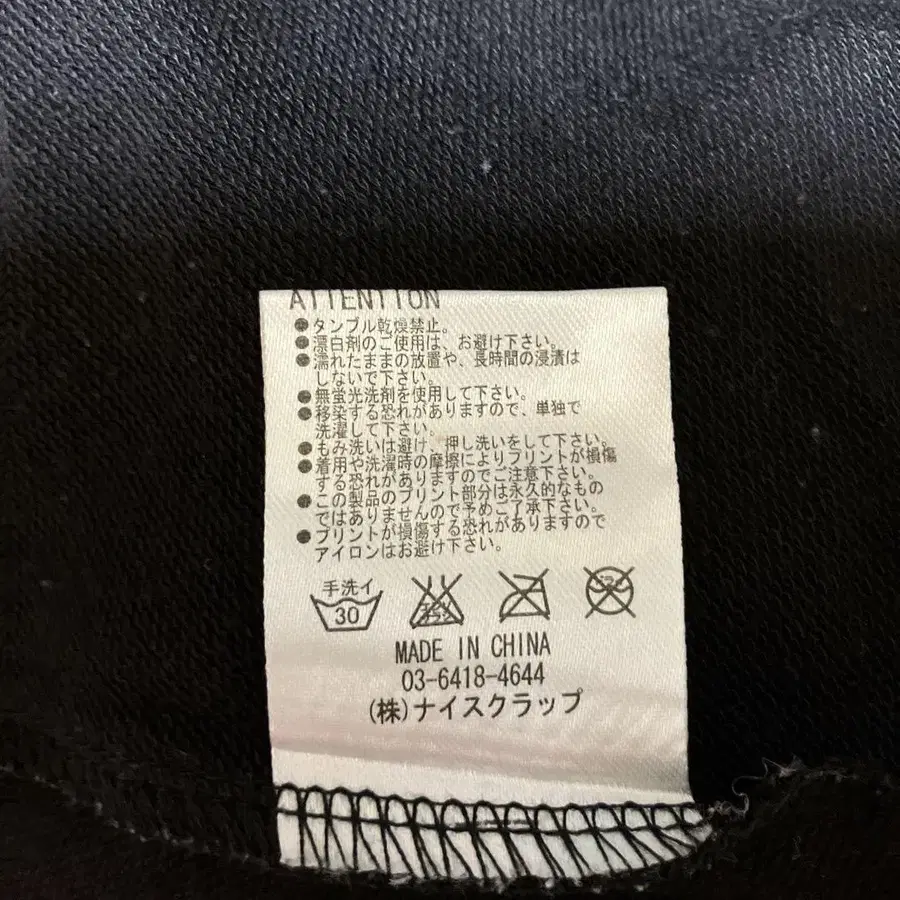 ATTENTION
●タンブル乾燥禁止。
●漂白剤のご使用は、お避け下さい。
●濡れたままの放置や、長時間の浸漬は
しないで下さい。
●無蛍光洗剤を使用して下さい。
●移染する恐れがありますので、単独で
洗濯して下さい。
●もみ洗いは避け、押し洗いをして下さい。
●着用や洗濯時の摩擦によりプリントが損傷
する恐れがありますのでご注意下さい。
●この製品のプリント部分は永久的なもの
ではありませんので予めご了承下さい。
●プリントが損傷する恐れがありますので
アイロンはお避け下さい。
手洗イ
30
エンソ
サラシ
ドライ
MADE IN CHINA
03-6418-4644
(株)ナイスクラップ